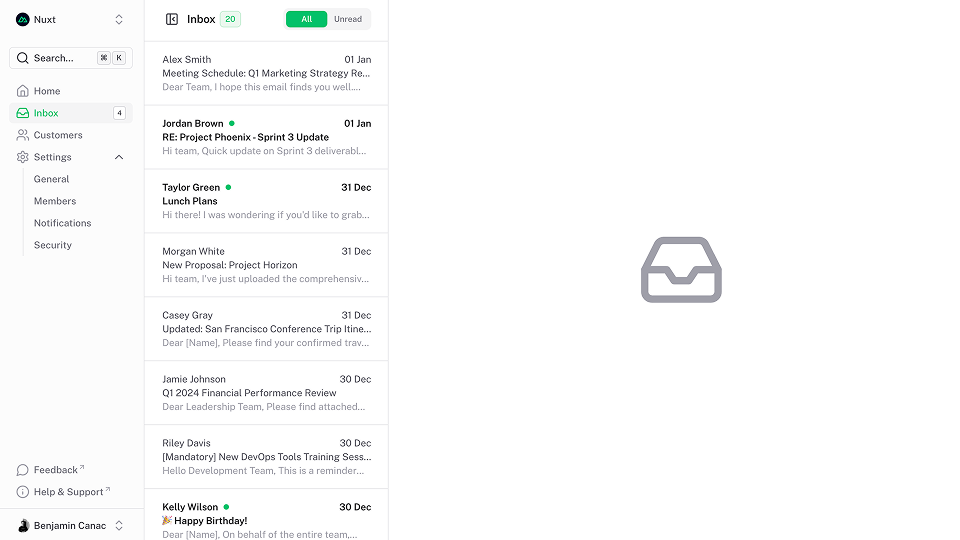 Nuxt
Search...
⌘ K
Home
Inbox
4
Customers
Settings
General
Members
Notifications
Security
Feedback
Help & Support
Benjamin Canac
Inbox 20
All Unread
Alex Smith 01 Jan
Meeting Schedule: Q1 Marketing Strategy Re...
Dear Team, I hope this email finds you well....
Jordan Brown 01 Jan
RE: Project Phoenix - Sprint 3 Update
Hi team, Quick update on Sprint 3 deliverabl...
Taylor Green 31 Dec
Lunch Plans
Hi there! I was wondering if you'd like to grab...
Morgan White 31 Dec
New Proposal: Project Horizon
Hi team, I've just uploaded the comprehensiv...
Casey Gray 31 Dec
Updated: San Francisco Conference Trip Itine...
Dear [Name], Please find your confirmed trav...
Jamie Johnson 30 Dec
Q1 2024 Financial Performance Review
Dear Leadership Team, Please find attached...
Riley Davis 30 Dec
[Mandatory] New DevOps Tools Training Sess...
Hello Development Team, This is a reminder...
Kelly Wilson 30 Dec
🎉 Happy Birthday!
Dear [Name], On behalf of the entire team,...